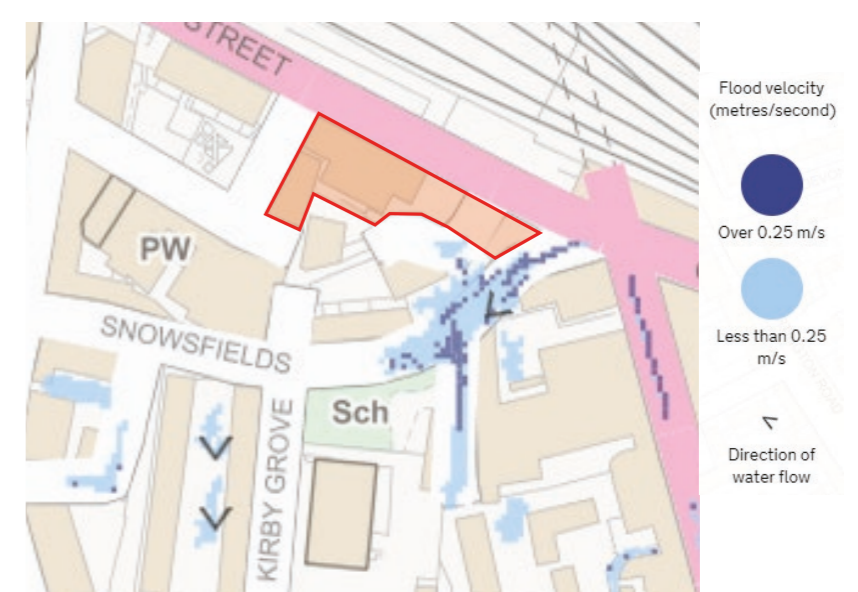 STREET
PW
SNOWSFIELDS
Sch
KIRBY GROVE
Flood velocity
(metres/second)
Over 0.25 m/s
Less than 0.25
m/s
Direction of
water flow